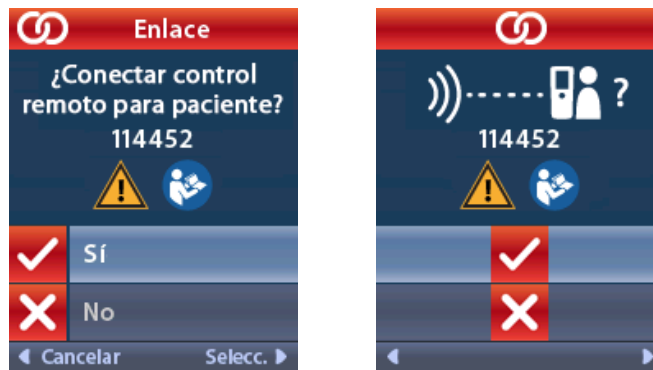 Enlace
¿Conectar control
remoto para paciente?
114452
Sí
No
Cancelar Selecc.
?
114452